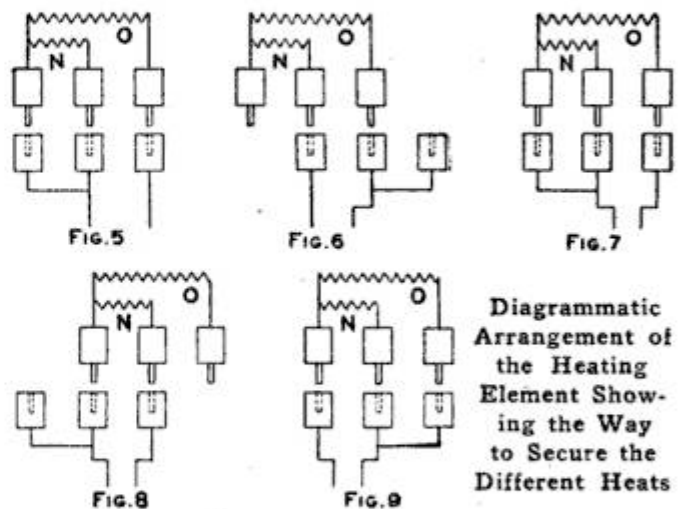 O
N
O
N
O
N
FIG.5
FIG.6
FIG.7
O
N
O
N
Diagrammatic
Arrangement of
the Heating
Element Show-
ing the Way
to Secure the
Different Heats
FIG.8
FIG.9